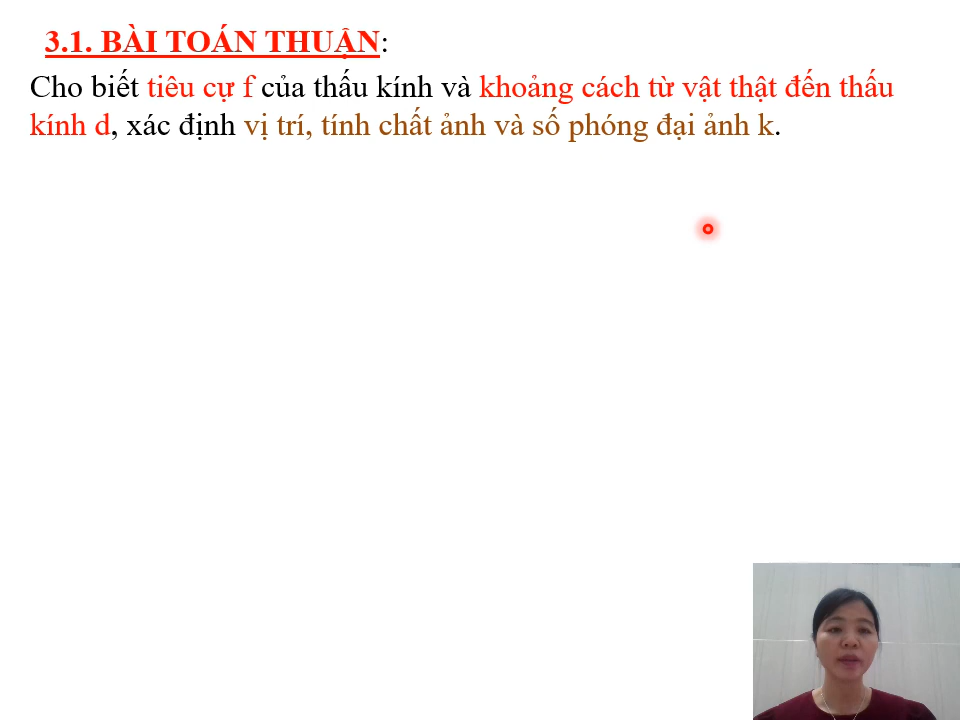 3.1. BÀI TOÁN THUẬN:
Cho biết tiêu cự f của thấu kính và khoảng cách từ vật thật đến thấu
kính d, xác định vị trí, tính chất ảnh và số phóng đại ảnh k.